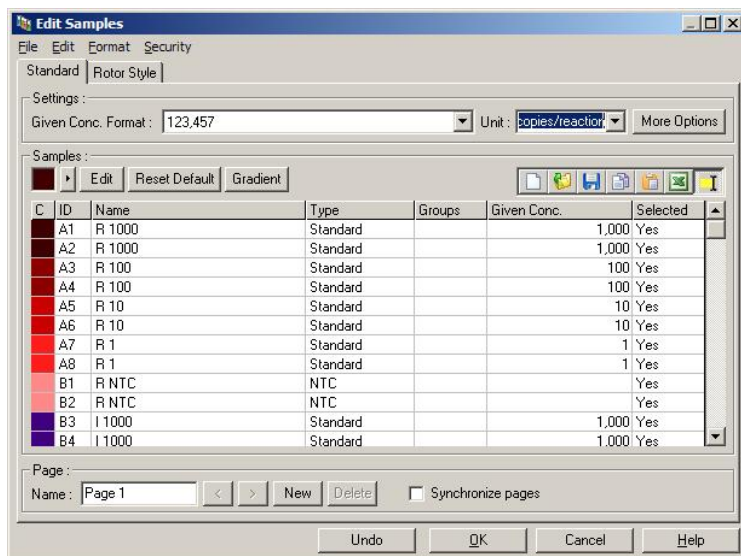 Edit Samples
File Edit Format Security
Standard Rotor Style
Settings :
Given Conc. Format : 123,457 Unit : copies/reaction More Options
Samples :
Edit Reset Default Gradient
C ID Name Type Groups Given Conc. Selected
A1 R 1000 Standard 1,000 Yes
A2 R 1000 Standard 1,000 Yes
A3 R 100 Standard 100 Yes
A4 R 100 Standard 100 Yes
A5 R 10 Standard 10 Yes
A6 R 10 Standard 10 Yes
A7 R 1 Standard 1 Yes
A8 R 1 Standard 1 Yes
B1 R NTC NTC Yes
B2 R NTC NTC Yes
B3 I 1000 Standard 1,000 Yes
B4 I 1000 Standard 1,000 Yes
Page :
Name : Page 1 < > New Delete Synchronize pages
Undo OK Cancel Help